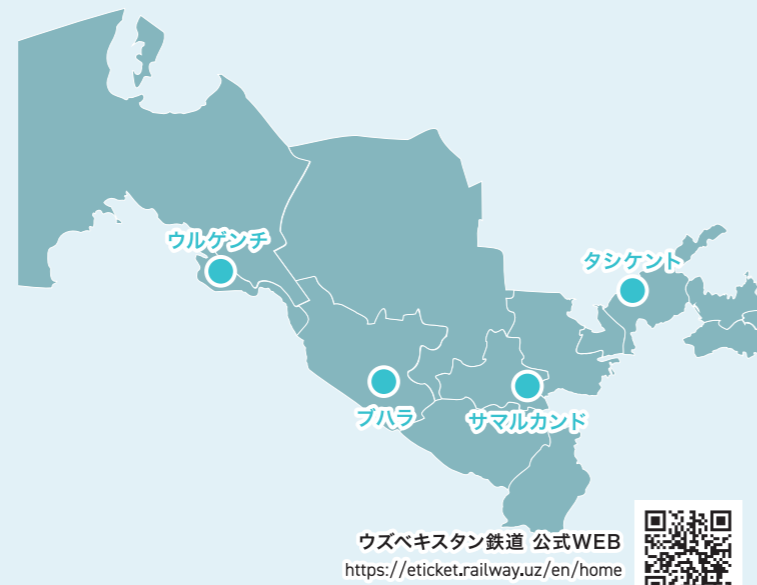 ウルゲンチ
タシケント
ブハラ
サマルカンド
ウズベキスタン鉄道 公式WEB
https://eticket.railway.uz/en/home